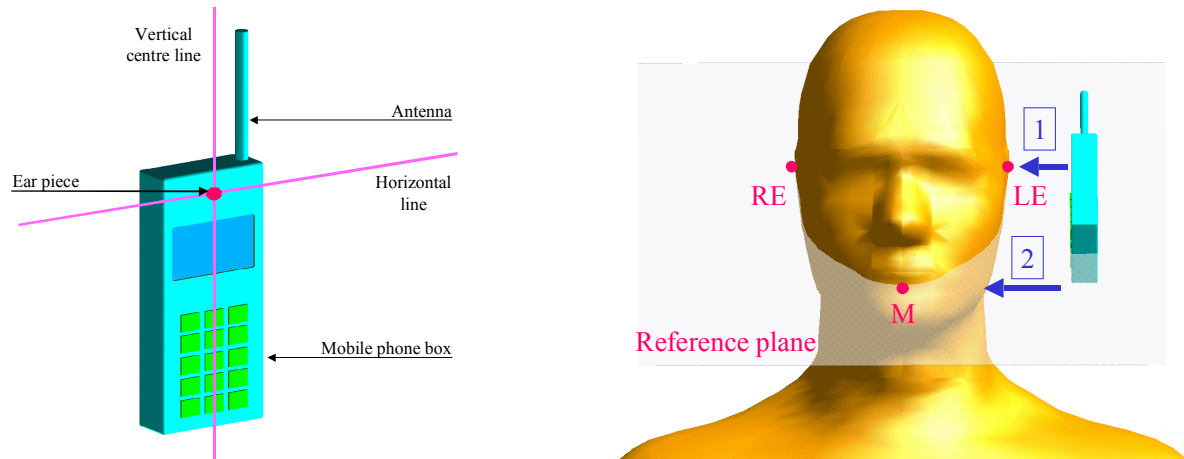 Vertical
centre line
Antenna
Ear piece
Horizontal
line
Mobile phone box
1
RE
LE
2
M
Reference plane